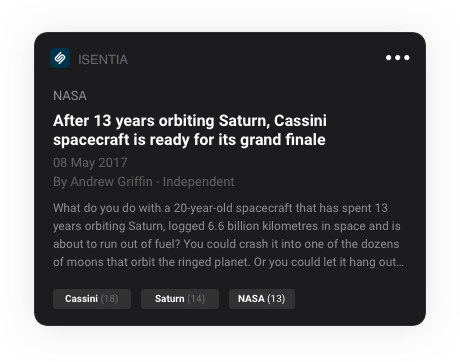 ISENTIA
NASA
After 13 years orbiting Saturn, Cassini
spacecraft is ready for its grand finale
08 May 2017
By Andrew Griffin - Independent
What do you do with a 20-year-old spacecraft that has spent 13
years orbiting Saturn, logged 6.6 billion kilometres in space and is
about to run out of fuel? You could crash it into one of the dozens
of moons that orbit the ringed planet. Or you could let it hang out...
Cassini (18) Saturn (14) NASA (13)